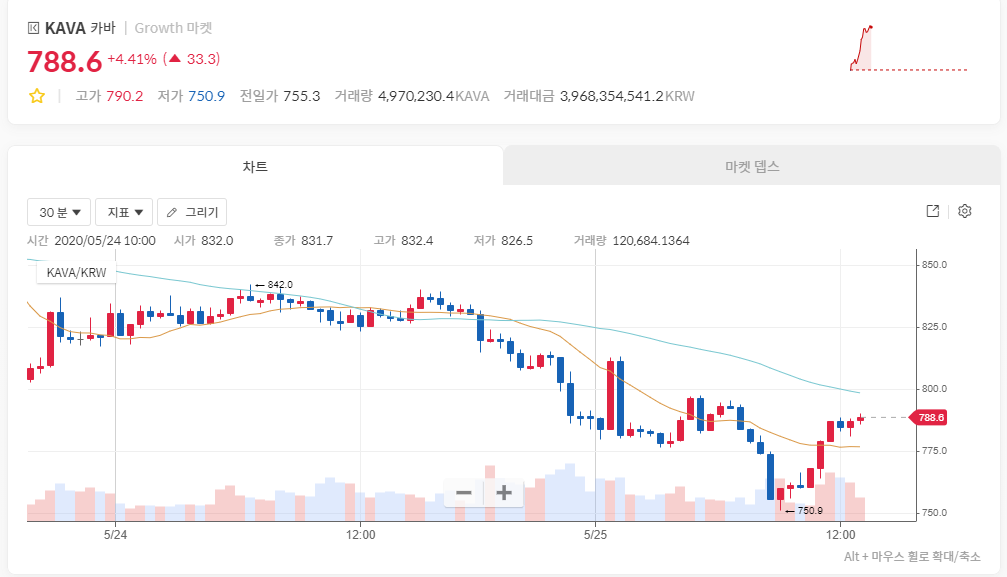 KAVA 카바 | Growth 마켓
788.6 +4.41% (▲ 33.3)
고가 790.2 저가 750.9 전일가 755.3 거래량 4,970,230.4KAVA 거래대금 3,968,354,541.2KRW
차트 마켓 뎁스
30 분 ▼ 지표 ▼ 그리기
시간 2020/05/24 10:00 시가 832.0 종가 831.7 고가 832.4 저가 826.5 거래량 120,684.1364
KAVA/KRW
850.0
← 842.0
825.0
800.0
788.6
775.0
← 750.9
750.0
5/24 12:00 5/25 12:00
Alt + 마우스 휠로 확대/축소